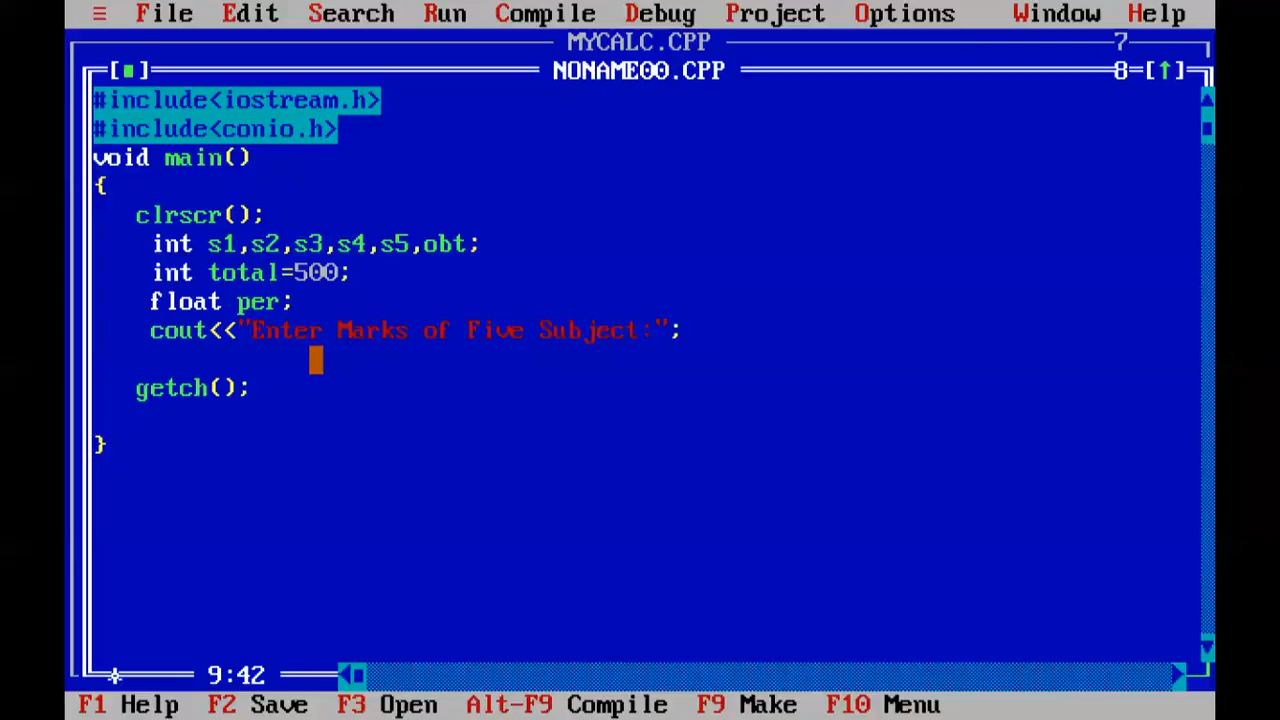 ≡ File Edit Search Run Compile Debug Project Options Window Help
MYCALC.CPP 7
[■] NONAME00.CPP 8=[↑]
#include<iostream.h>
#include<conio.h>
void main()
{
clrscr();
int s1,s2,s3,s4,s5,obt;
int total=500;
float per;
cout<<"Enter Marks of Five Subject:";
getch();
}
9:42
F1 Help F2 Save F3 Open Alt-F9 Compile F9 Make F10 Menu